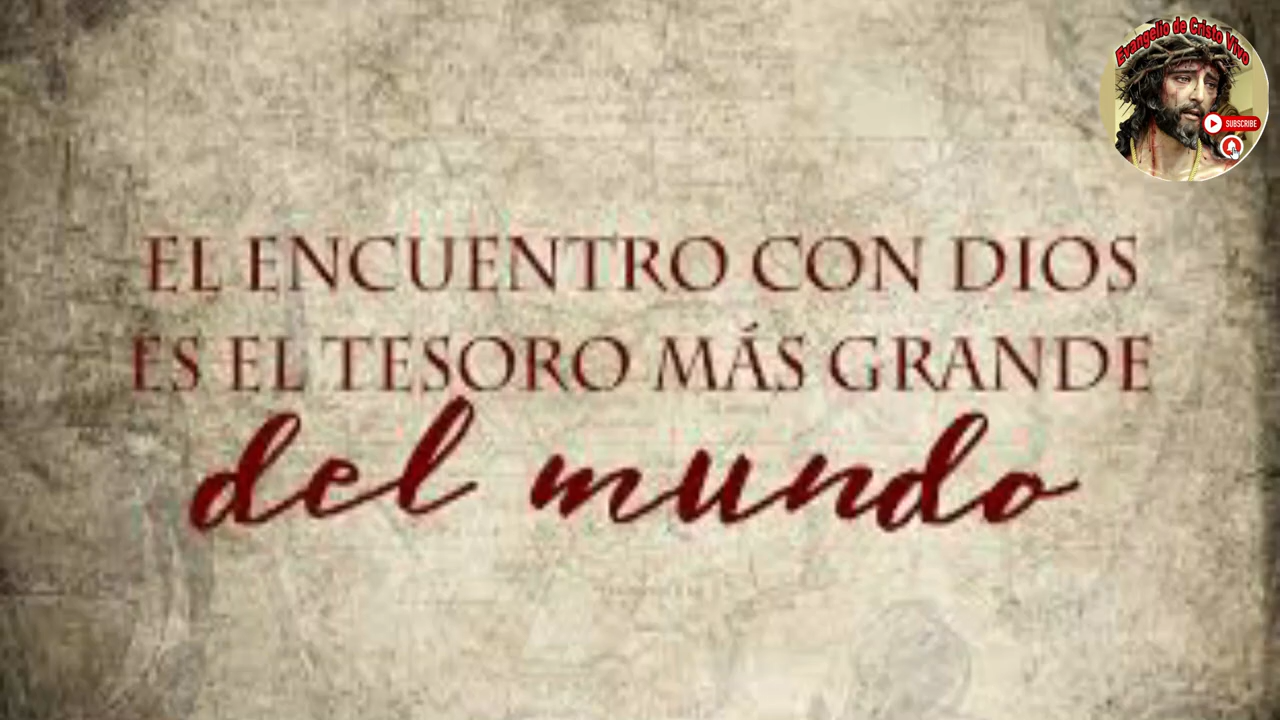 Evangelio de Cristo Vivo
SUBSCRIBE
EL ENCUENTRO CON DIOS
ES EL TESORO MÁS GRANDE
del mundo